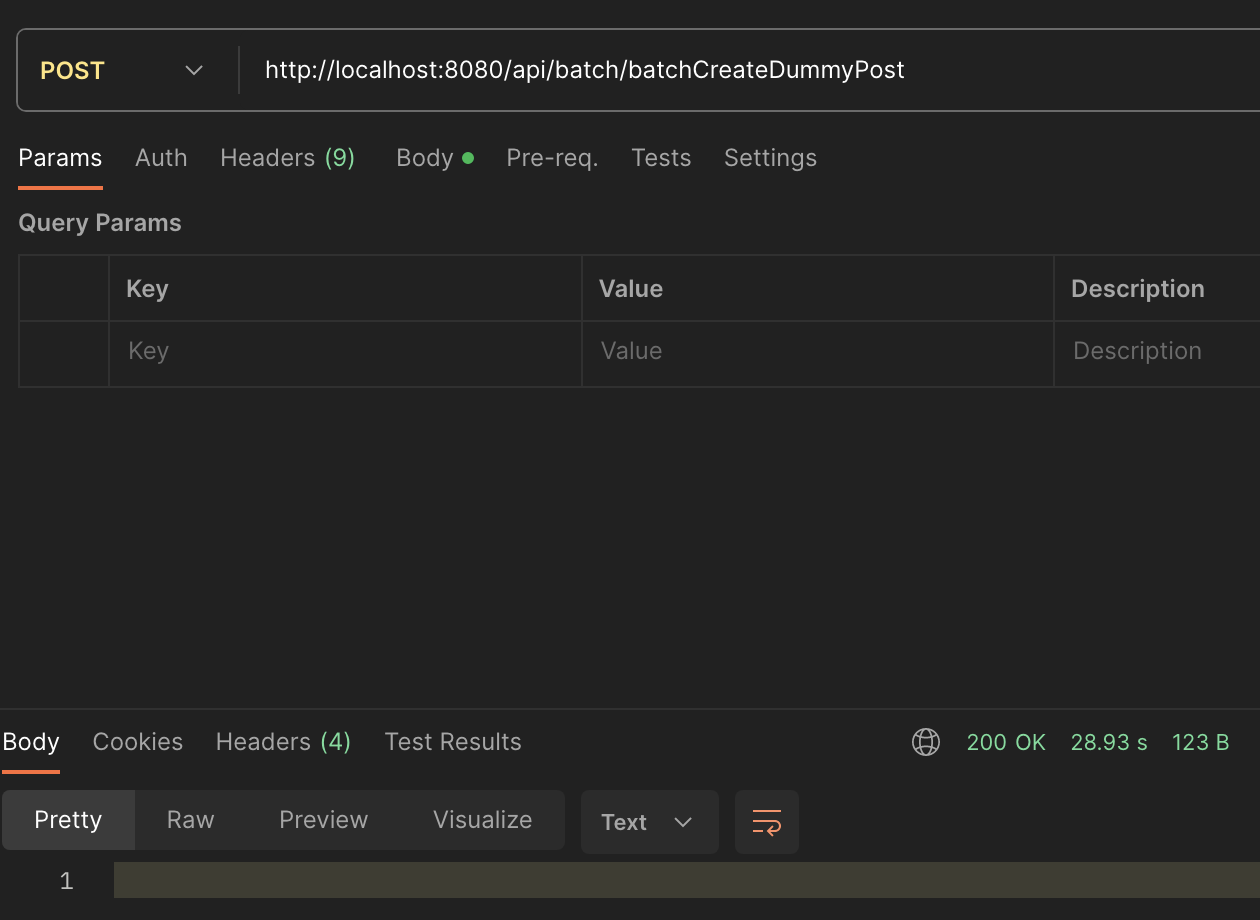 POST http://localhost:8080/api/batch/batchCreateDummyPost
Params Auth Headers (9) Body Pre-req. Tests Settings
Query Params
Key Value Description
Key Value Description
Body Cookies Headers (4) Test Results 200 OK 28.93 s 123 B
Pretty Raw Preview Visualize Text
1